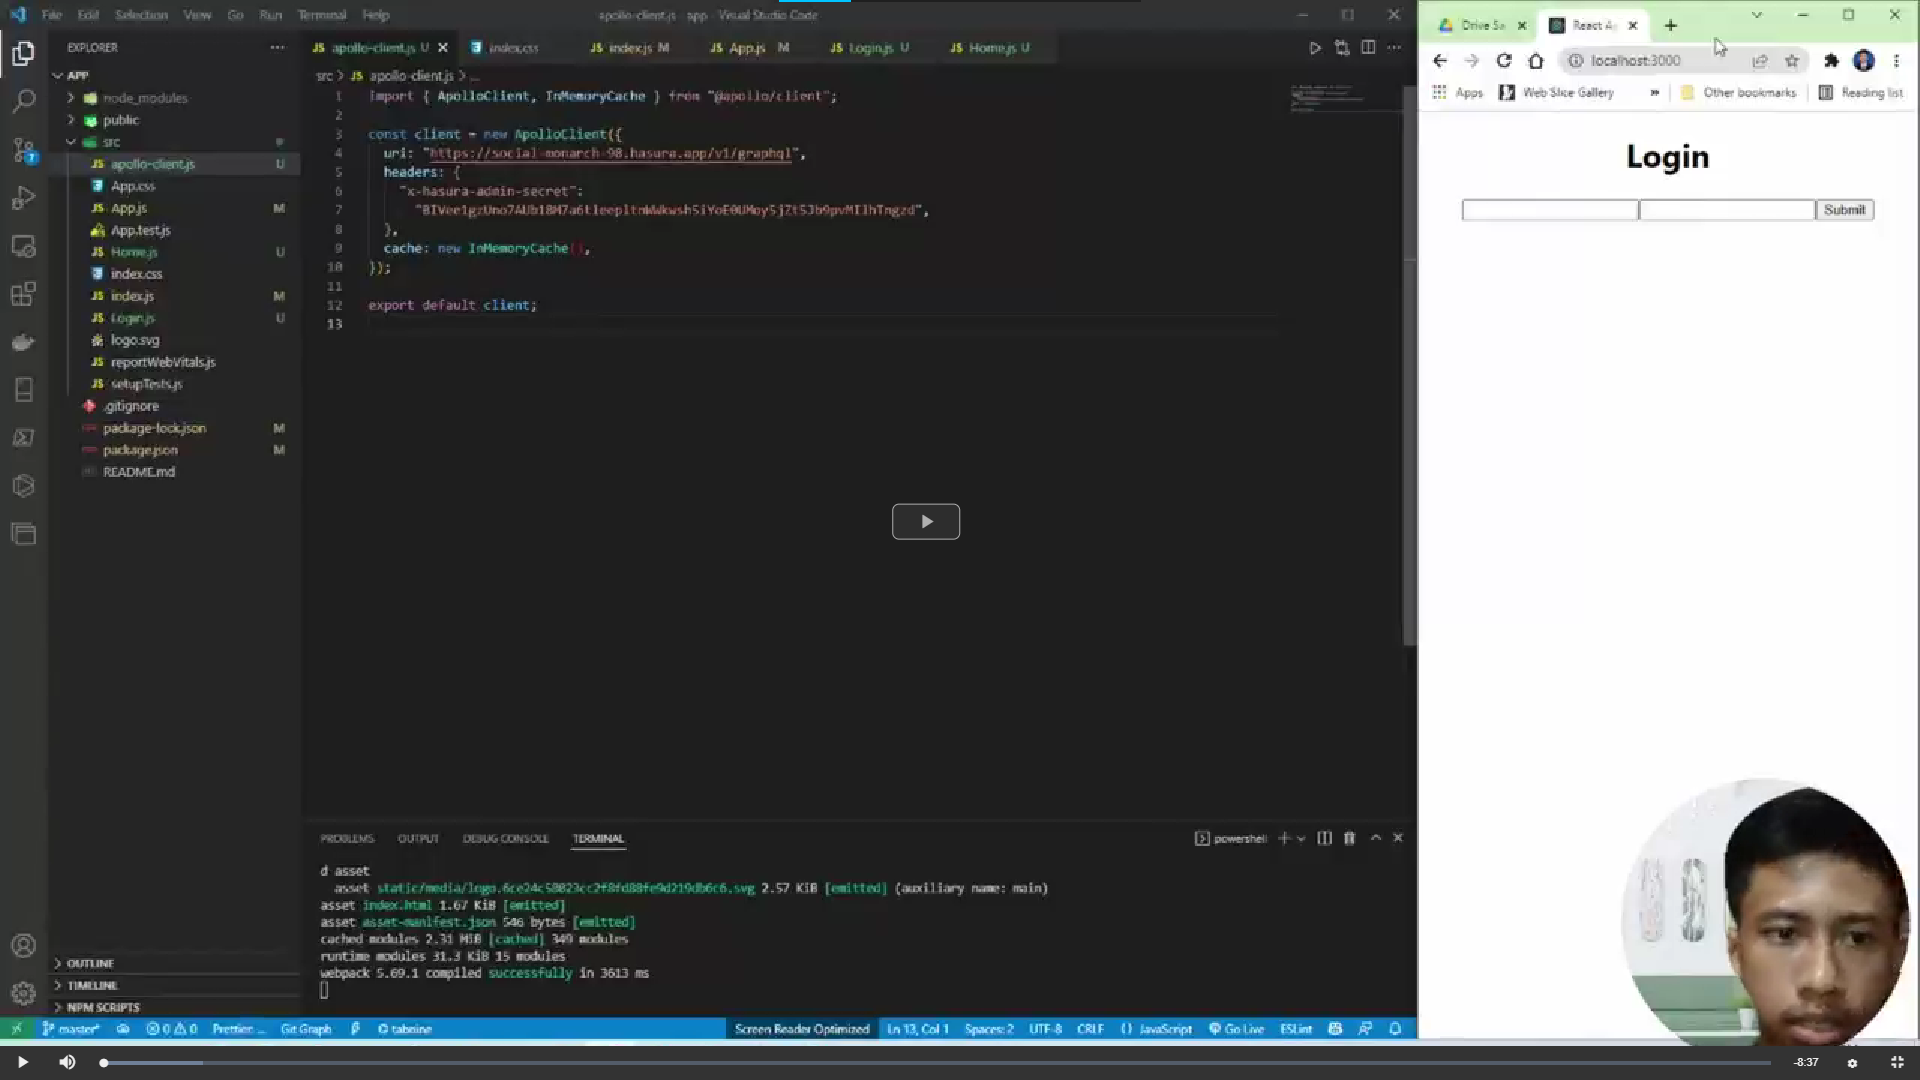 File Edit Selection View Go Run Terminal Help
apollo-client.js - app - Visual Studio Code
EXPLORER
APP
node_modules
public
src
apollo-client.js U
App.css
App.js M
App.test.js
Home.js U
index.css
index.js M
Login.js U
logo.svg
reportWebVitals.js
setupTests.js
.gitignore
package-lock.json M
package.json M
README.md
OUTLINE
TIMELINE
NPM SCRIPTS
apollo-client.js U index.css index.js M App.js M Login.js U Home.js U
src > JS apollo-client.js > ...
1 import { ApolloClient, InMemoryCache } from "@apollo/client";
2
3 const client = new ApolloClient({
4 uri: "https://social-monarch-98.hasura.app/v1/graphql",
5 headers: {
6 "x-hasura-admin-secret":
7
8 },
9 cache: new InMemoryCache(),
10 });
11
12 export default client;
13
PROBLEMS OUTPUT DEBUG CONSOLE TERMINAL
powershell
d asset
asset 2.57 KiB [emitted] (auxiliary name: main)
asset index.html 1.67 KiB [emitted]
asset asset-manifest.json 546 bytes [emitted]
cached modules 2.31 MiB [cached] 349 modules
runtime modules 31.3 KiB 15 modules
webpack 5.69.1 compiled successfully in 3613 ms
master* 0 0 Prettier ... Git Graph tabnine
Screen Reader Optimized Ln 13, Col 1 Spaces: 2 UTF-8 CRLF {} JavaScript Go Live ESLint
Drive Sa
React A
localhost:3000
Apps Web Slice Gallery » Other bookmarks Reading list
Login
Submit
-8:37